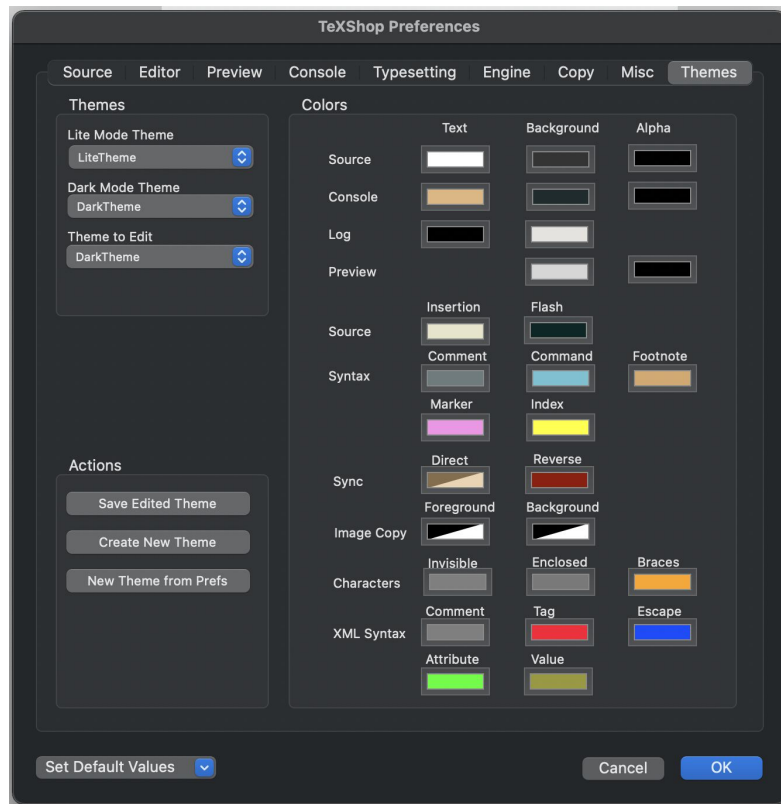 TeXShop Preferences
Source Editor Preview Console Typesetting Engine Copy Misc Themes
Themes
Lite Mode Theme
LiteTheme
Dark Mode Theme
DarkTheme
Theme to Edit
DarkTheme
Actions
Save Edited Theme
Create New Theme
New Theme from Prefs
Colors
Text Background Alpha
Source
Console
Log
Preview
Insertion Flash
Source
Comment Command Footnote
Syntax
Marker Index
Direct Reverse
Sync
Foreground Background
Image Copy
Invisible Enclosed Braces
Characters
Comment Tag Escape
XML Syntax
Attribute Value
Set Default Values
Cancel OK